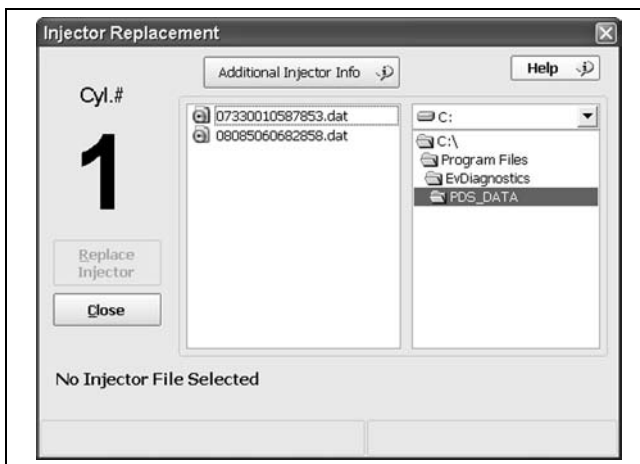 Injector Replacement
Additional Injector Info
Help
Cyl.#
1
07330010587853.dat
08085060682858.dat
C:
C:\
Program Files
EvDiagnostics
PDS_DATA
Replace
Injector
Close
No Injector File Selected